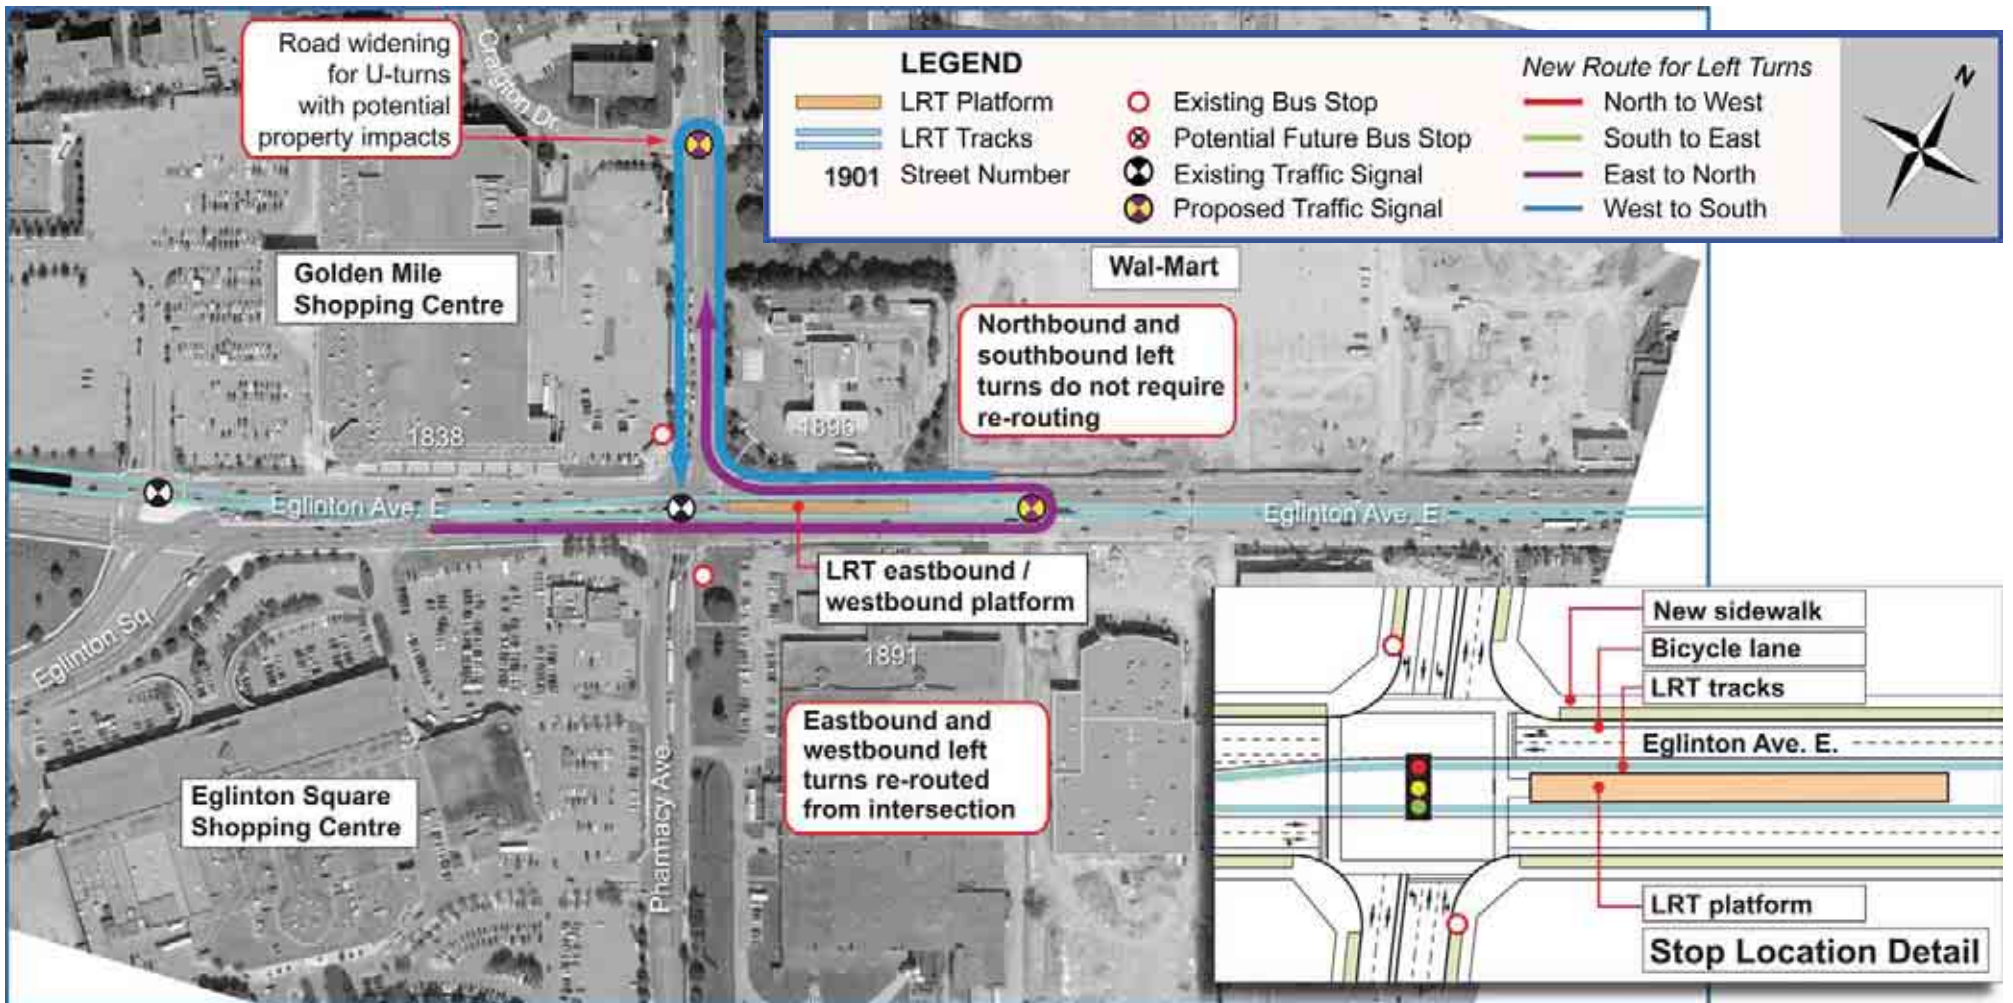 Road widening
for U-turns
with potential
property impacts
Craigton Dr.
LEGEND
LRT Platform
LRT Tracks
1901 Street Number
Existing Bus Stop
Potential Future Bus Stop
Existing Traffic Signal
Proposed Traffic Signal
New Route for Left Turns
North to West
South to East
East to North
West to South
N
Golden Mile
Shopping Centre
Wal-Mart
Northbound and
southbound left
turns do not require
re-routing
1838
1890
Eglinton Ave. E.
Eglinton Ave. E.
LRT eastbound /
westbound platform
Eglinton Sq.
1891
Eastbound and
westbound left
turns re-routed
from intersection
Pharmacy Ave.
Eglinton Square
Shopping Centre
New sidewalk
Bicycle lane
LRT tracks
Eglinton Ave. E.
LRT platform
Stop Location Detail